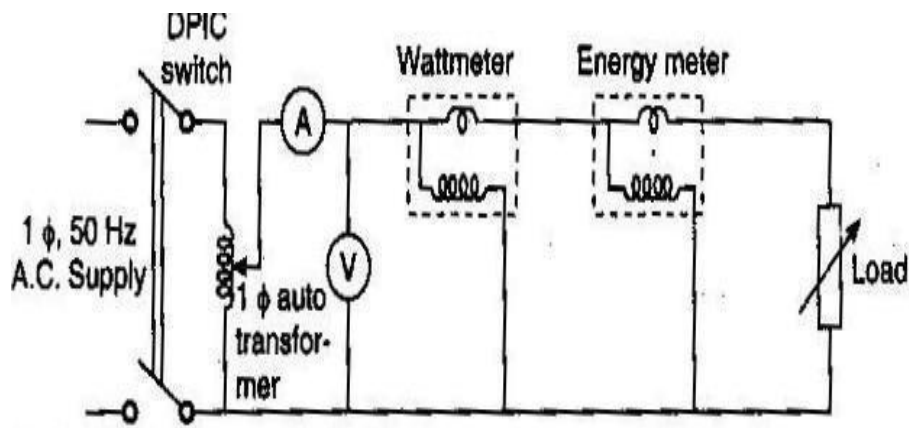 DPIC
switch
Wattmeter
Energy meter
A
1 ϕ, 50 Hz
A.C. Supply
V
Load
1 ϕ auto
transfor-
mer